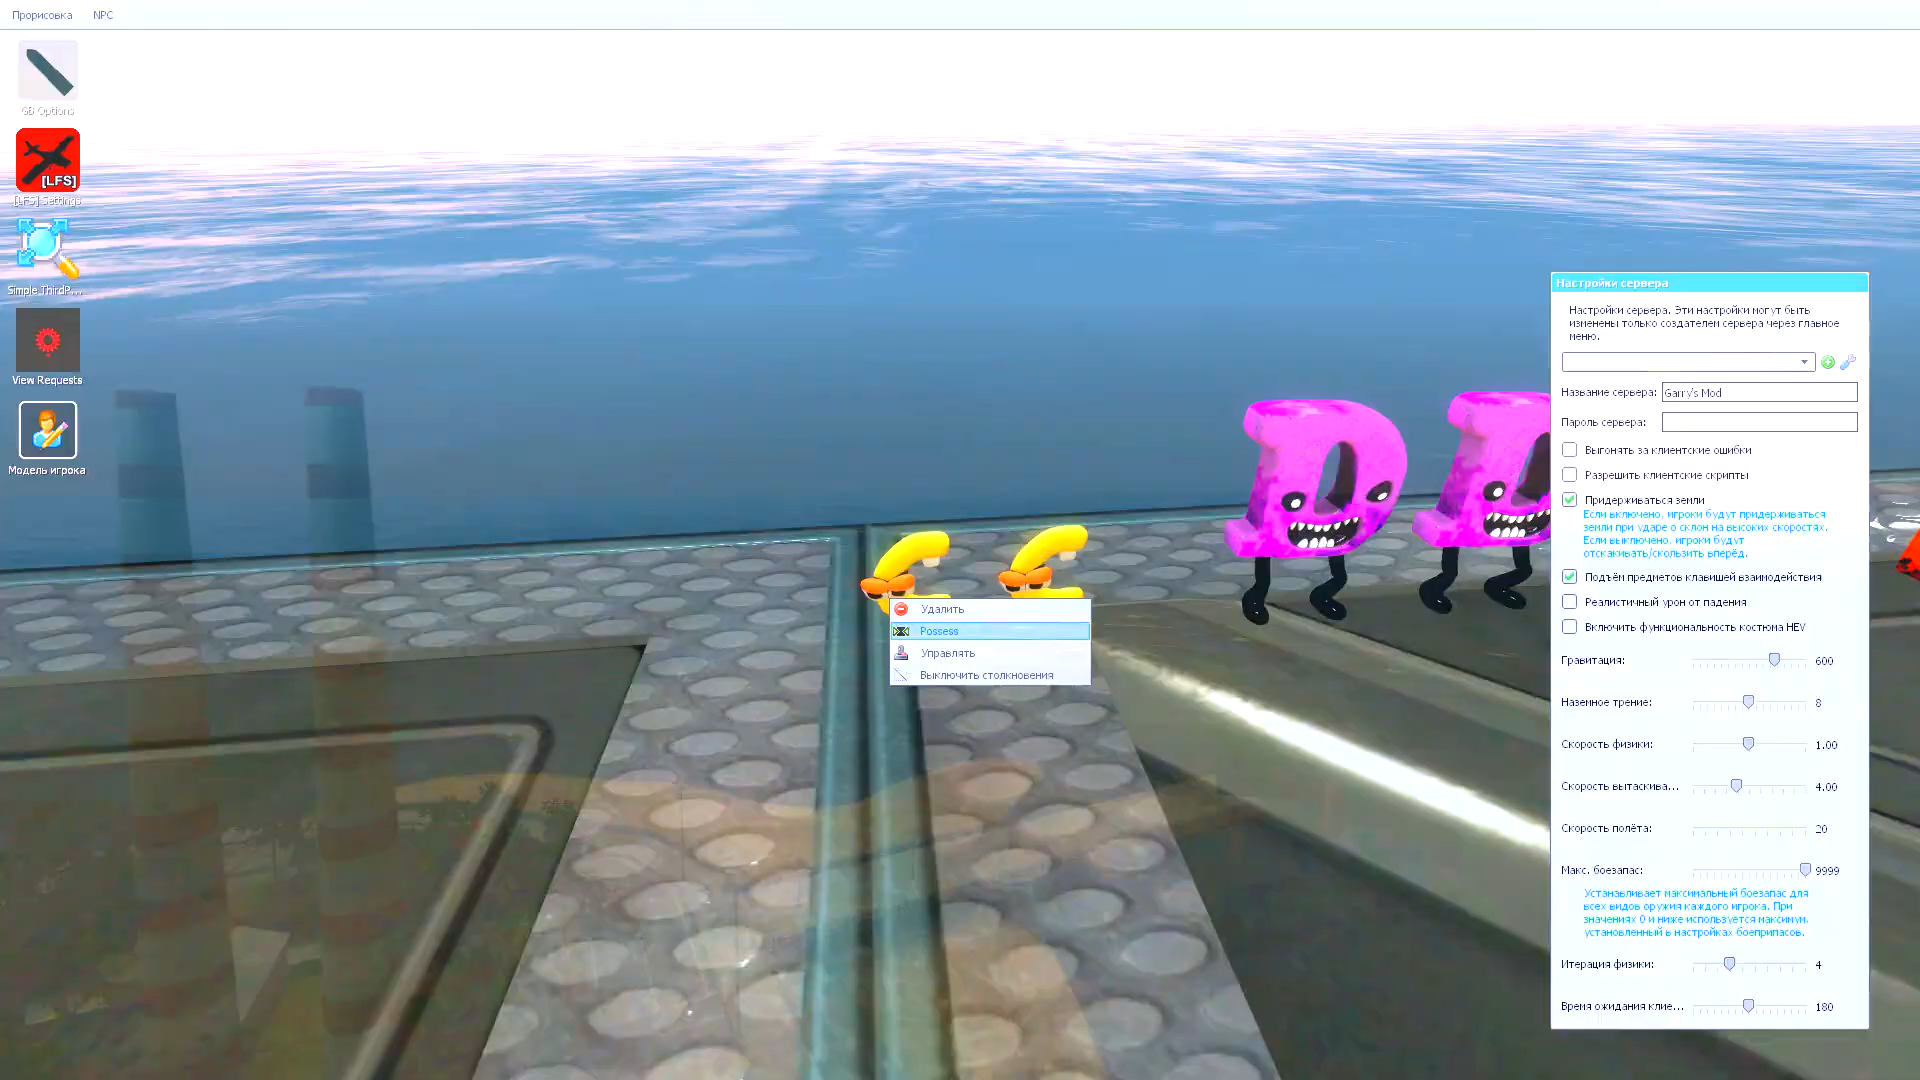 Прорисовка NPC
GB Options
[LFS]
[LFS] Settings
Simple ThirdP...
View Requests
Модель игрока
Удалить
Possess
Управлять
Выключить столкновения
Настройки сервера
Настройки сервера. Эти настройки могут быть
изменены только создателем сервера через главное
меню.
Название сервера: Garry's Mod
Пароль сервера:
Выгонять за клиентские ошибки
Разрешить клиентские скрипты
Придерживаться земли
Если включено, игроки будут придерживаться
земли при ударе о склон на высоких скоростях.
Если выключено, игроки будут
отскакивать/скользить вперёд.
Подъём предметов клавишей взаимодействия
Реалистичный урон от падения
Включить функциональность костюма HEV
Гравитация: 600
Наземное трение: 8
Скорость физики: 1.00
Скорость вытаскива... 4.00
Скорость полёта: 20
Макс. боезапас: 9999
Устанавливает максимальный боезапас для
всех видов оружия каждого игрока. При
значениях 0 и ниже используется максимум,
установленный в настройках боеприпасов.
Итерация физики: 4
Время ожидания клие... 180